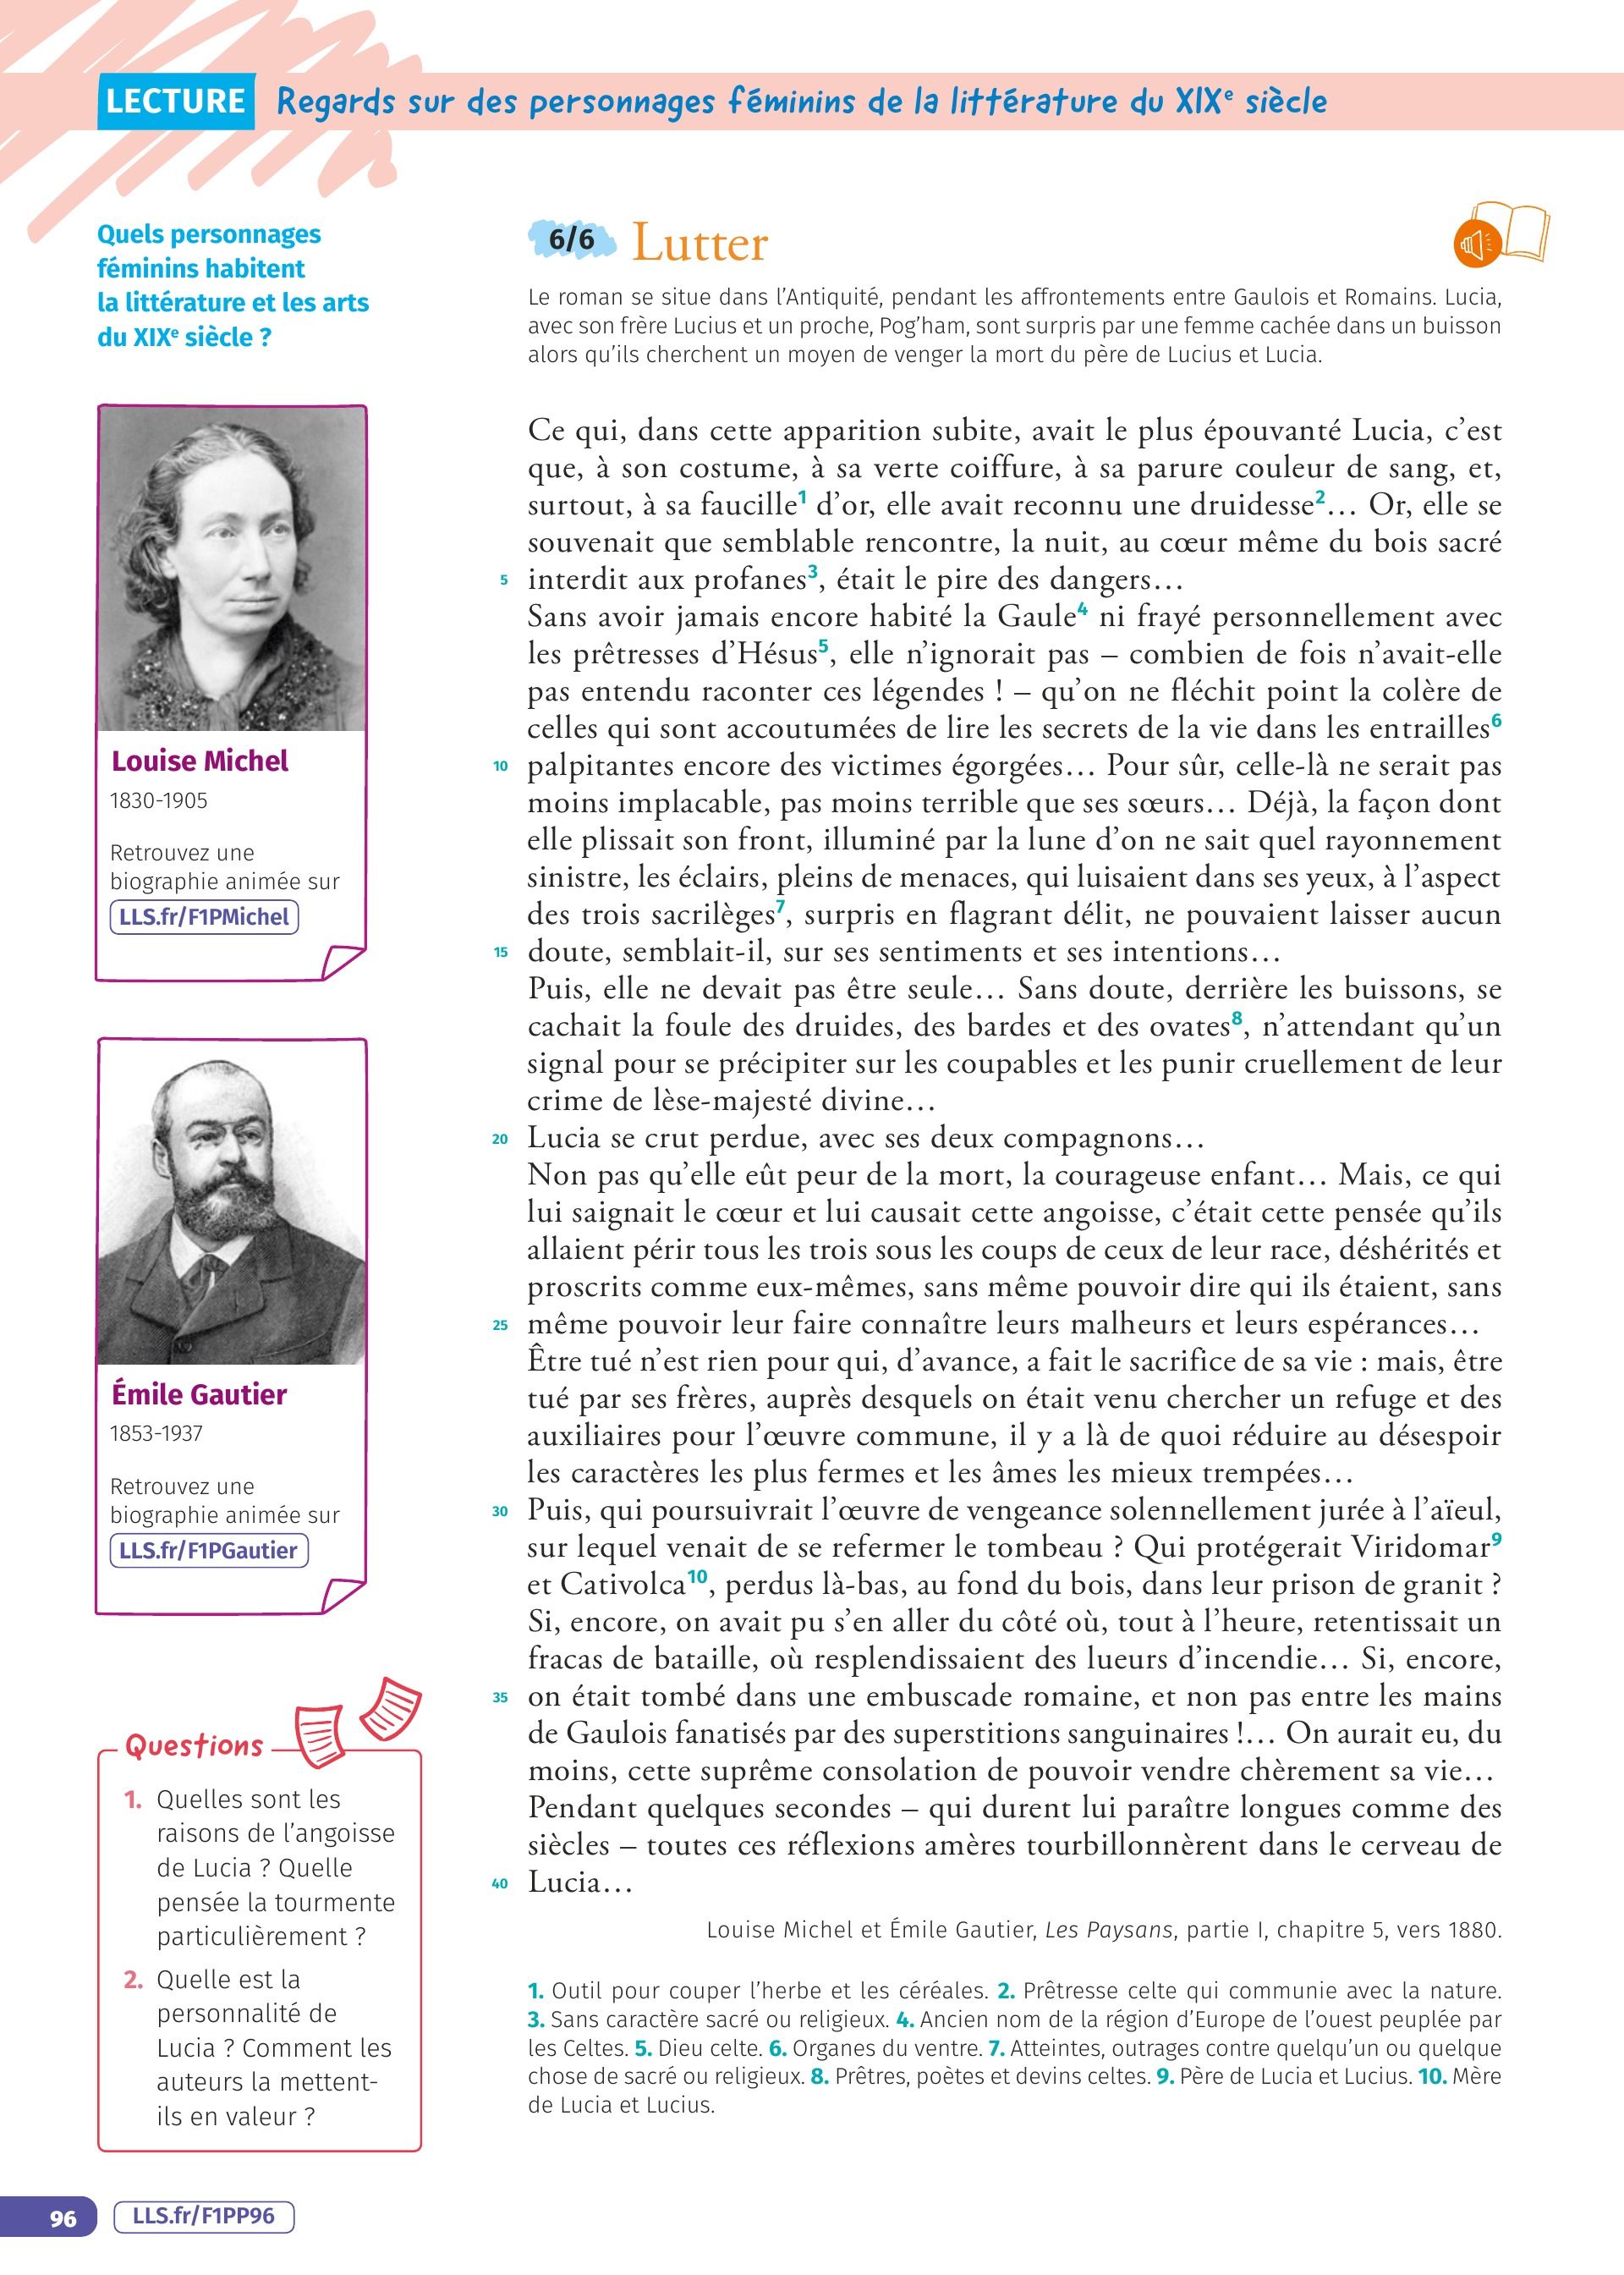 LECTURE Regards sur des personnages féminins de la littérature du XIXe siècle
Quels personnages
féminins habitent
la littérature et les arts
du XIXe siècle ?
Louise Michel
1830-1905
Retrouvez une
biographie animée sur
LLS.fr/F1PMichel
Émile Gautier
1853-1937
Retrouvez une
biographie animée sur
LLS.fr/F1PGautier
Questions
1. Quelles sont les
raisons de l’angoisse
de Lucia ? Quelle
pensée la tourmente
particulièrement ?
2. Quelle est la
personnalité de
Lucia ? Comment les
auteurs la mettent-
ils en valeur ?
6/6 Lutter
Le roman se situe dans l’Antiquité, pendant les affrontements entre Gaulois et Romains. Lucia,
avec son frère Lucius et un proche, Pog’ham, sont surpris par une femme cachée dans un buisson
alors qu’ils cherchent un moyen de venger la mort du père de Lucius et Lucia.
Ce qui, dans cette apparition subite, avait le plus épouvanté Lucia, c’est
que, à son costume, à sa verte coiffure, à sa parure couleur de sang, et,
surtout, à sa faucille1 d’or, elle avait reconnu une druidesse2… Or, elle se
souvenait que semblable rencontre, la nuit, au cœur même du bois sacré
5 interdit aux profanes3, était le pire des dangers…
Sans avoir jamais encore habité la Gaule4 ni frayé personnellement avec
les prêtresses d’Hésus5, elle n’ignorait pas – combien de fois n’avait-elle
pas entendu raconter ces légendes ! – qu’on ne fléchit point la colère de
celles qui sont accoutumées de lire les secrets de la vie dans les entrailles6
10 palpitantes encore des victimes égorgées… Pour sûr, celle-là ne serait pas
moins implacable, pas moins terrible que ses sœurs… Déjà, la façon dont
elle plissait son front, illuminé par la lune d’on ne sait quel rayonnement
sinistre, les éclairs, pleins de menaces, qui luisaient dans ses yeux, à l’aspect
des trois sacrilèges7, surpris en flagrant délit, ne pouvaient laisser aucun
15 doute, semblait-il, sur ses sentiments et ses intentions…
Puis, elle ne devait pas être seule… Sans doute, derrière les buissons, se
cachait la foule des druides, des bardes et des ovates8, n’attendant qu’un
signal pour se précipiter sur les coupables et les punir cruellement de leur
crime de lèse-majesté divine…
20 Lucia se crut perdue, avec ses deux compagnons…
Non pas qu’elle eût peur de la mort, la courageuse enfant… Mais, ce qui
lui saignait le cœur et lui causait cette angoisse, c’était cette pensée qu’ils
allaient périr tous les trois sous les coups de ceux de leur race, déshérités et
proscrits comme eux-mêmes, sans même pouvoir dire qui ils étaient, sans
25 même pouvoir leur faire connaître leurs malheurs et leurs espérances…
Être tué n’est rien pour qui, d’avance, a fait le sacrifice de sa vie : mais, être
tué par ses frères, auprès desquels on était venu chercher un refuge et des
auxiliaires pour l’œuvre commune, il y a là de quoi réduire au désespoir
les caractères les plus fermes et les âmes les mieux trempées…
30 Puis, qui poursuivrait l’œuvre de vengeance solennellement jurée à l’aïeul,
sur lequel venait de se refermer le tombeau ? Qui protégerait Viridomar9
et Cativolca10, perdus là-bas, au fond du bois, dans leur prison de granit ?
Si, encore, on avait pu s’en aller du côté où, tout à l’heure, retentissait un
fracas de bataille, où resplendissaient des lueurs d’incendie… Si, encore,
35 on était tombé dans une embuscade romaine, et non pas entre les mains
de Gaulois fanatisés par des superstitions sanguinaires !… On aurait eu, du
moins, cette suprême consolation de pouvoir vendre chèrement sa vie…
Pendant quelques secondes – qui durent lui paraître longues comme des
siècles – toutes ces réflexions amères tourbillonnèrent dans le cerveau de
40 Lucia…
Louise Michel et Émile Gautier, Les Paysans, partie I, chapitre 5, vers 1880.
1. Outil pour couper l’herbe et les céréales. 2. Prêtresse celte qui communie avec la nature.
3. Sans caractère sacré ou religieux. 4. Ancien nom de la région d’Europe de l’ouest peuplée par
les Celtes. 5. Dieu celte. 6. Organes du ventre. 7. Atteintes, outrages contre quelqu’un ou quelque
chose de sacré ou religieux. 8. Prêtres, poètes et devins celtes. 9. Père de Lucia et Lucius. 10. Mère
de Lucia et Lucius.
96 LLS.fr/F1PP96